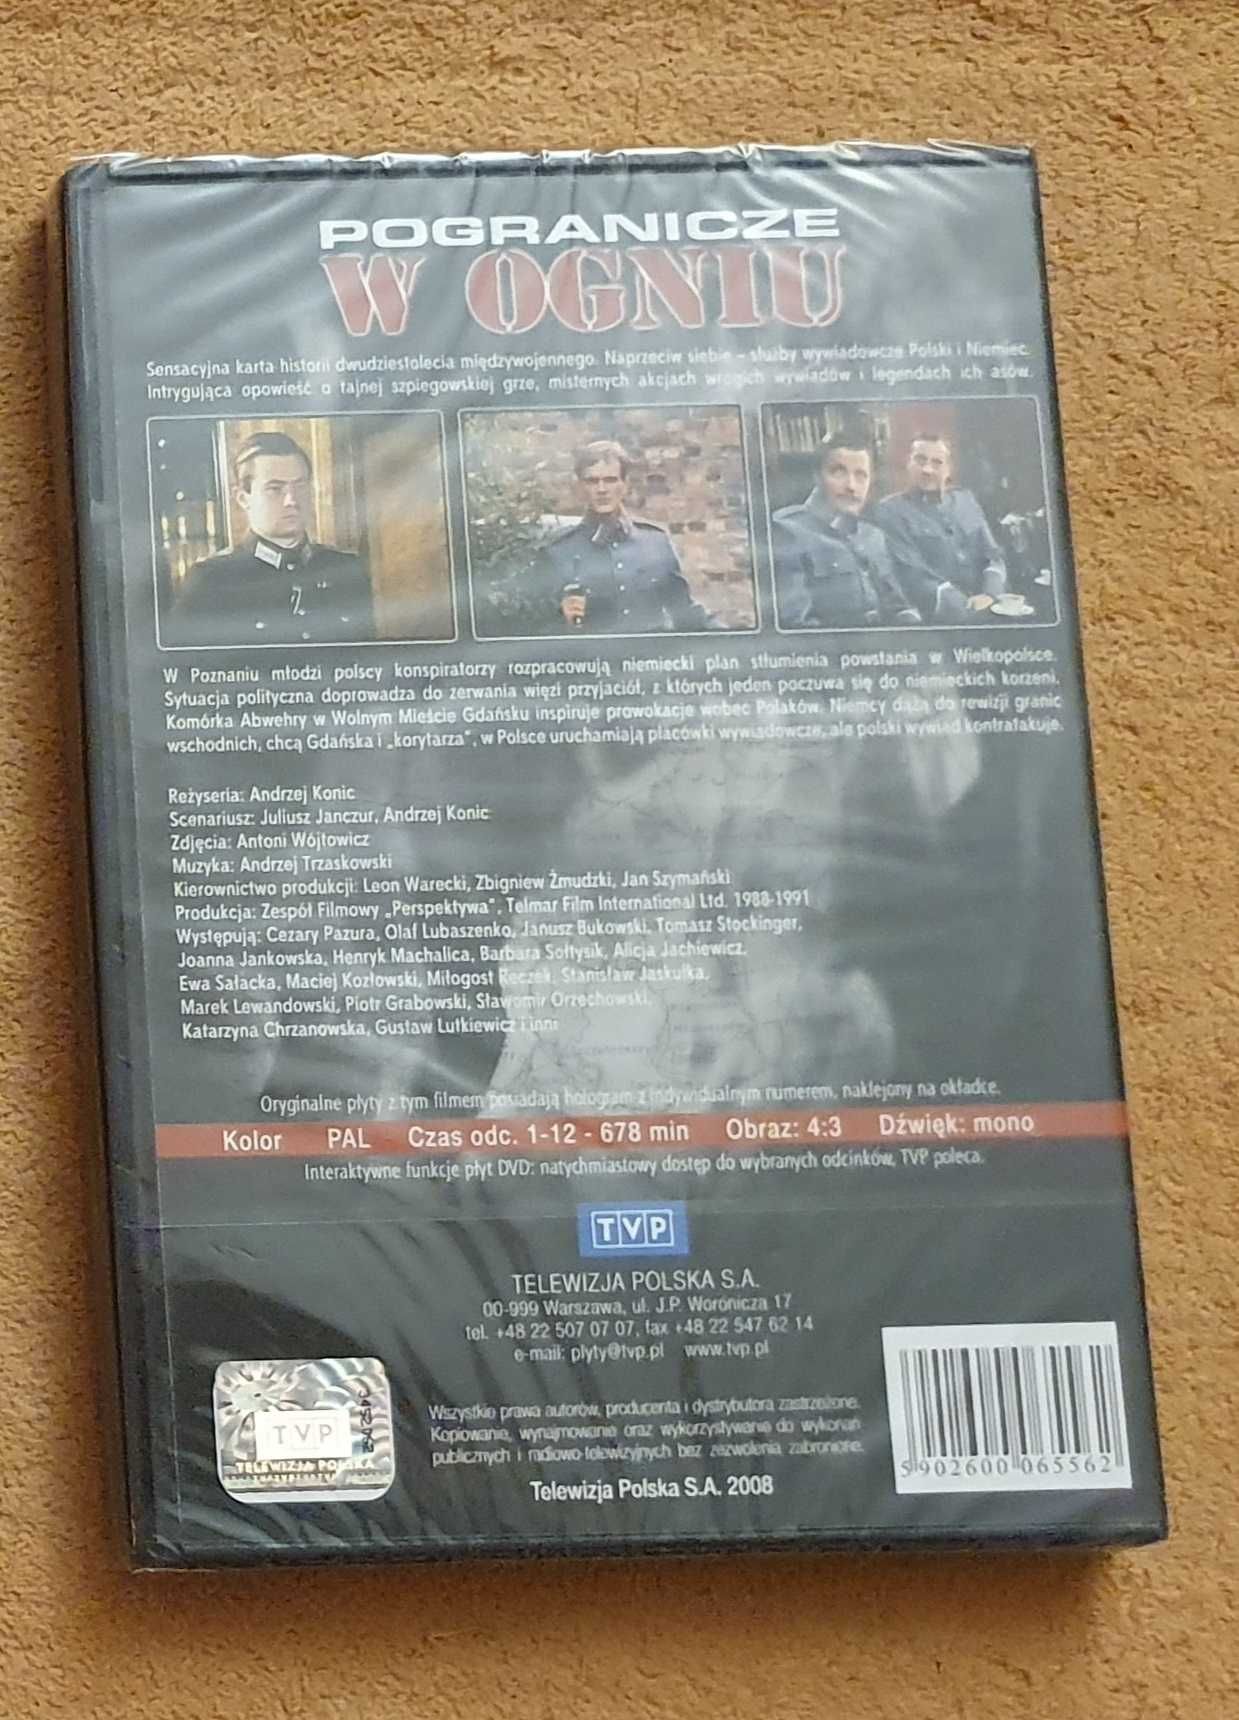 POGRANICZE
W OGNIU
Sensacyjna karta historii dwudziestolecia międzywojennego. Naprzeciw siebie - służby wywiadowcze Polski i Niemiec.
Intrygująca opowieść o tajnej szpiegowskiej grze, misternych akcjach wrogich wywiadów i legendach ich asów.
W Poznaniu młodzi polscy konspiratorzy rozpracowują niemiecki plan stłumienia powstania w Wielkopolsce.
Sytuacja polityczna doprowadza do zerwania więzi przyjaciół, z których jeden poczuwa się do niemieckich korzeni.
Komórka Abwehry w Wolnym Mieście Gdańsku inspiruje prowokacje wobec Polaków. Niemcy dążą do rewizji granic
wschodnich, chcą Gdańska i „korytarza", w Polsce uruchamiają placówki wywiadowcze, ale polski wywiad kontratakuje.
Reżyseria: Andrzej Konic
Scenariusz: Juliusz Janczur, Andrzej Konic
Zdjęcia: Antoni Wójtowicz
Muzyka: Andrzej Trzaskowski
Kierownictwo produkcji: Leon Warecki, Zbigniew Żmudzki, Jan Szymański
Produkcja: Zespół Filmowy „Perspektywa", Telmar Film International Ltd. 1988-1991
Występują: Cezary Pazura, Olaf Lubaszenko, Janusz Bukowski, Tomasz Stockinger,
Joanna Jankowska, Henryk Machalica, Barbara Sołtysik, Alicja Jachiewicz,
Ewa Sałacka, Maciej Kozłowski, Miłogost Reczek, Stanisław Jaskułka,
Marek Lewandowski, Piotr Grabowski, Sławomir Orzechowski,
Katarzyna Chrzanowska, Gustaw Lutkiewicz i inni
Oryginalne płyty z tym filmem posiadają hologram z indywidualnym numerem, naklejony na okładce.
Kolor PAL Czas odc. 1-12 - 678 min Obraz: 4:3 Dźwięk: mono
Interaktywne funkcje płyt DVD: natychmiastowy dostęp do wybranych odcinków, TVP poleca.
TVP
TELEWIZJA POLSKA S.A.
00-999 Warszawa, ul. J.P. Woronicza 17
tel. +48 22 507 07 07, fax +48 22 547 62 14
e-mail: plyty@tvp.pl www.tvp.pl
TVP
TELEWIZJA POLSKA
Wszystkie prawa autorów, producenta i dystrybutora zastrzeżone.
Kopiowanie, wynajmowanie oraz wykorzystywanie do wykonań
publicznych i radiowo-telewizyjnych bez zezwolenia zabronione.
Telewizja Polska S.A. 2008
5 902600 065562